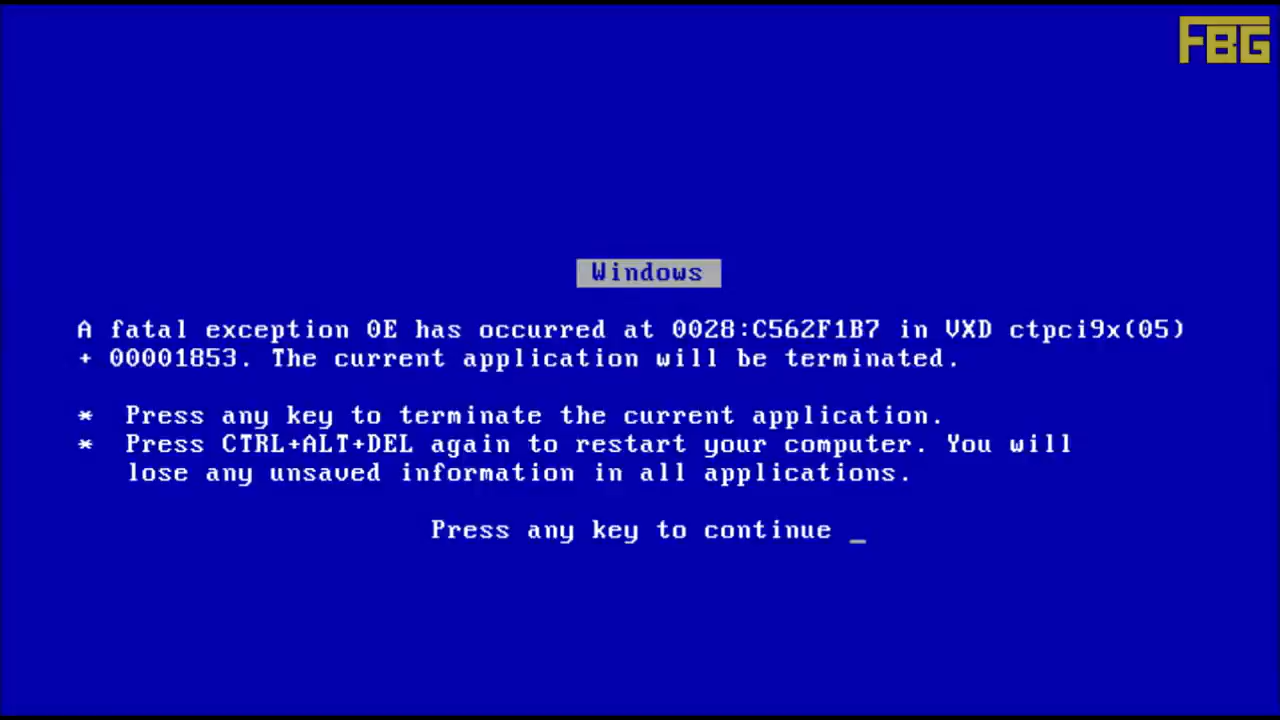 FBG
Windows
A fatal exception 0E has occurred at 0028:C562F1B7 in VXD ctpci9x(05)
+ 00001853. The current application will be terminated.
* Press any key to terminate the current application.
* Press CTRL+ALT+DEL again to restart your computer. You will
lose any unsaved information in all applications.
Press any key to continue _